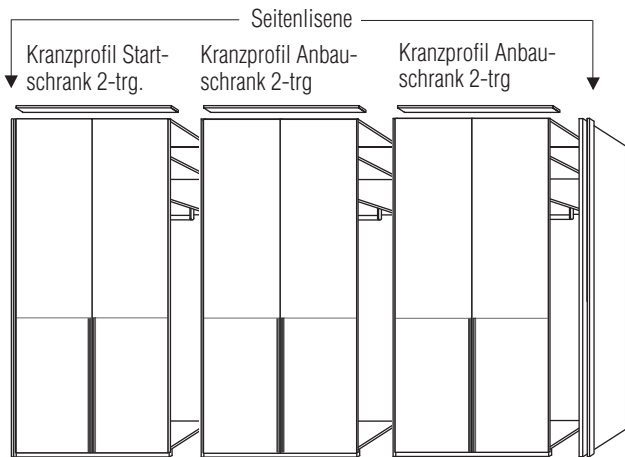 Seitenlisene
Kranzprofil Start-
schrank 2-trg.
Kranzprofil Anbau-
schrank 2-trg
Kranzprofil Anbau-
schrank 2-trg